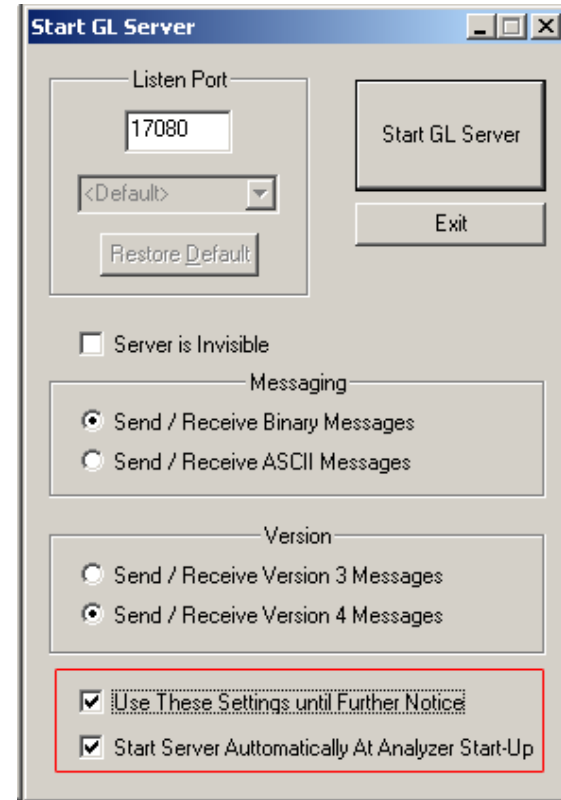 Start GL Server
Listen Port
17080
<Default>
Restore Default
Start GL Server
Exit
Server is Invisible
Messaging
Send / Receive Binary Messages
Send / Receive ASCII Messages
Version
Send / Receive Version 3 Messages
Send / Receive Version 4 Messages
Use These Settings until Further Notice
Start Server Auttomatically At Analyzer Start-Up